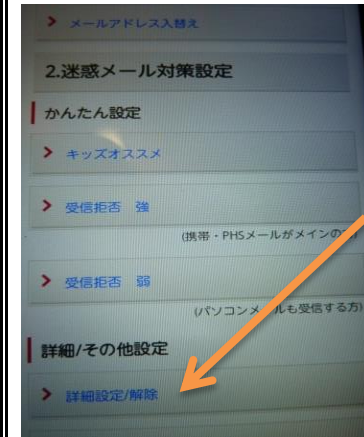 メールアドレス入替え
2.迷惑メール対策設定
かんたん設定
キッズオススメ
受信拒否 強
(携帯・PHSメールがメインの方)
受信拒否 弱
(パソコンメールも受信する方)
詳細/その他設定
詳細設定/解除